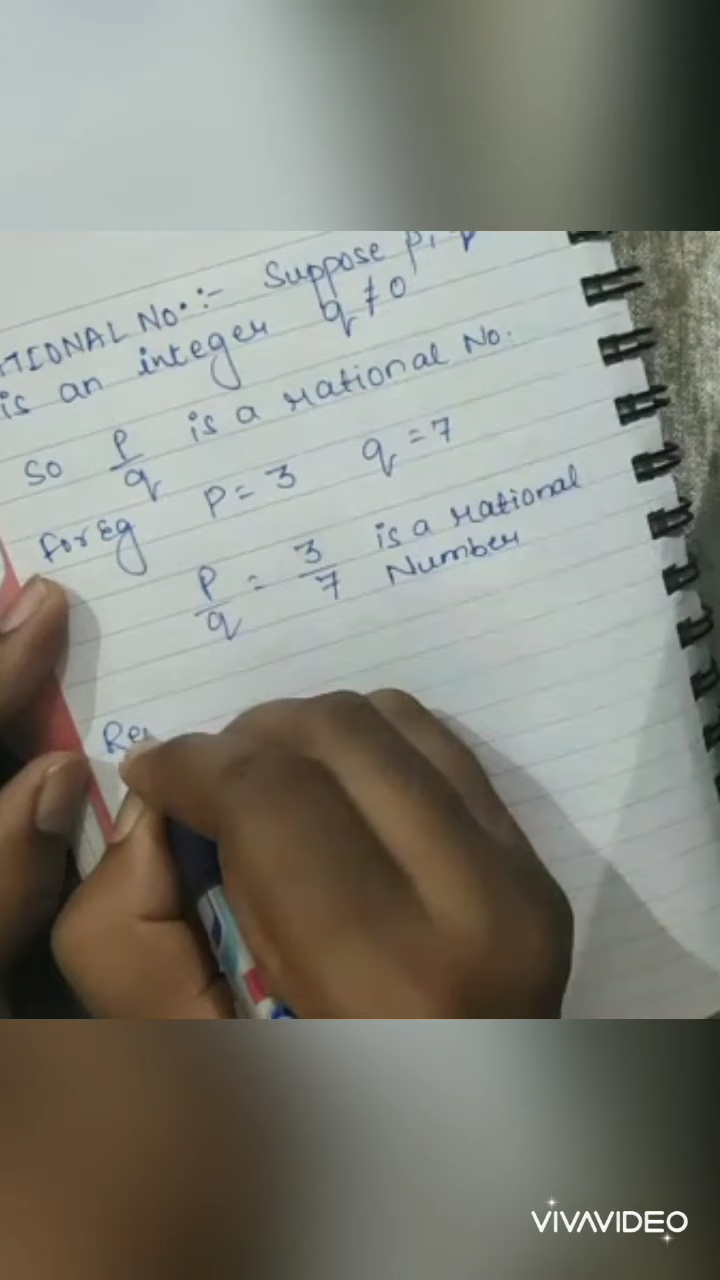 TIONAL NO.:- Suppose P,
is an integer q ≠ 0
So P/q is a rational No.
for Eg P = 3 q = 7
P/q = 3/7 is a rational
Number
VIVAVIDEO